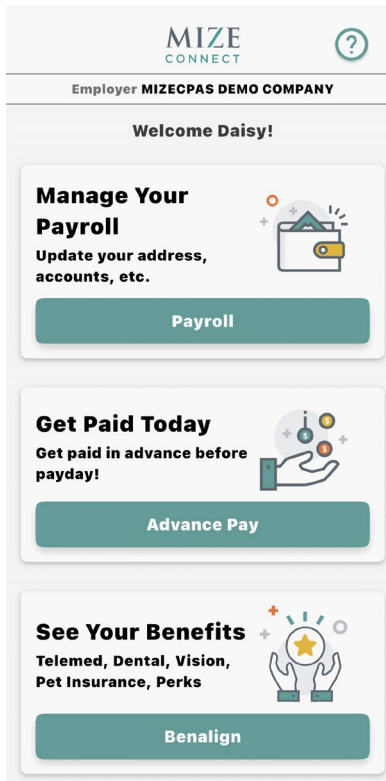 MIZE
CONNECT
?
Employer MIZECPAS DEMO COMPANY
Welcome Daisy!
Manage Your
Payroll
Update your address,
accounts, etc.
Payroll
Get Paid Today
Get paid in advance before
payday!
$ $ $
Advance Pay
See Your Benefits
Telemed, Dental, Vision,
Pet Insurance, Perks
Benalign